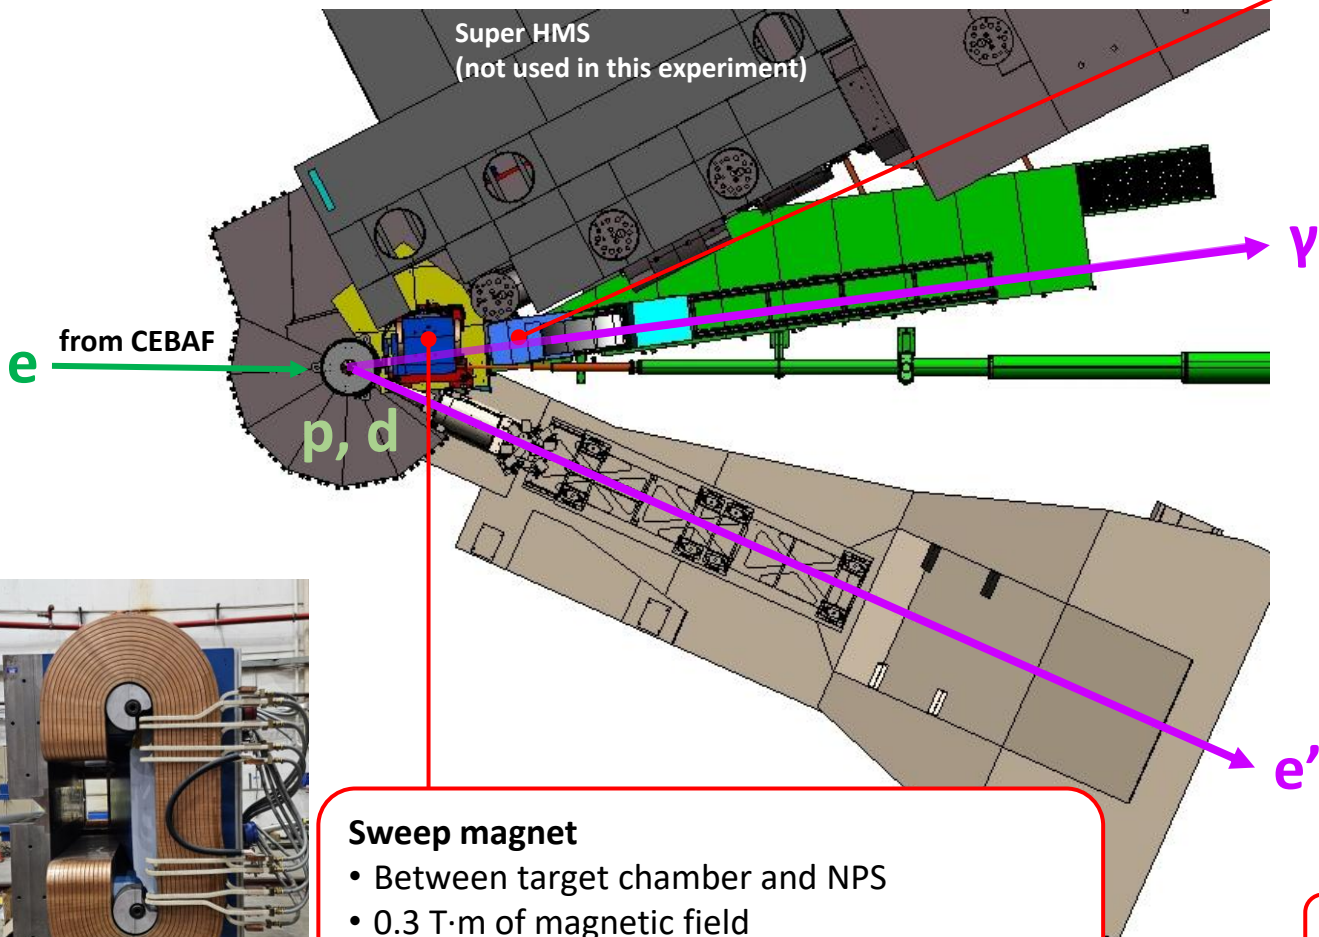 Super HMS
(not used in this experiment)
γ
from CEBAF
e
p, d
e’
Sweep magnet
• Between target chamber and NPS
• 0.3 T·m of magnetic field